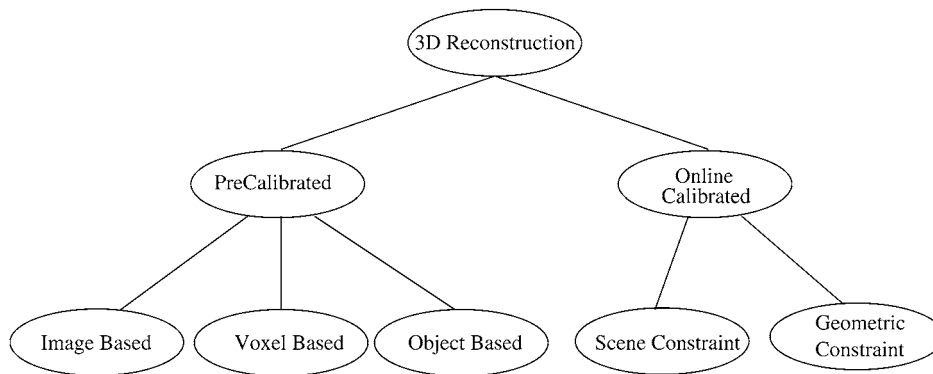 3D Reconstruction
PreCalibrated
Online
Calibrated
Image Based
Voxel Based
Object Based
Scene Constraint
Geometric
Constraint